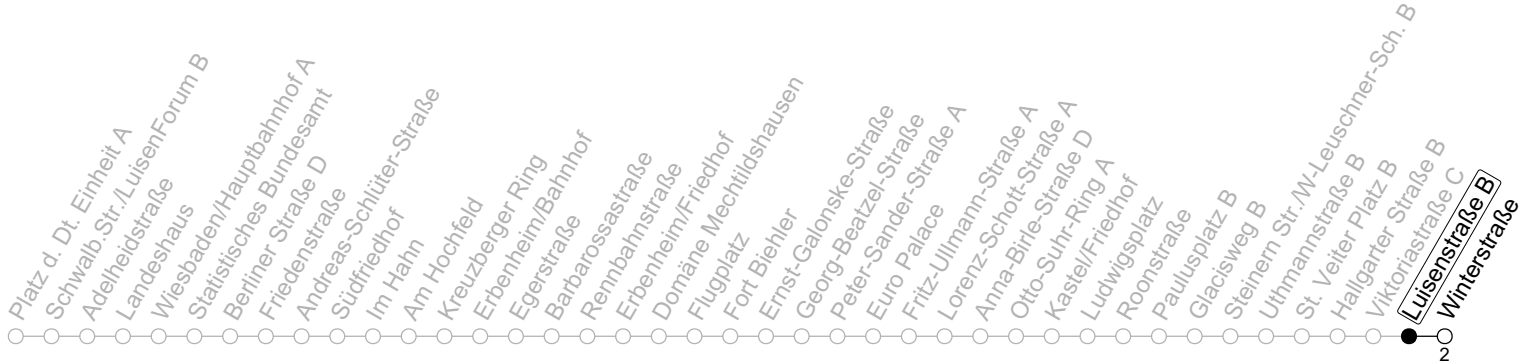 Platz d. Dt. Einheit A
Schwalb.Str./LuisenForum B
Adelheidstraße
Landeshaus
Wiesbaden/Hauptbahnhof A
Statistisches Bundesamt
Berliner Straße D
Friedenstraße
Andreas-Schlüter-Straße
Südfriedhof
Im Hahn
Am Hochfeld
Kreuzberger Ring
Erbenheim/Bahnhof
Egerstraße
Barbarossastraße
Rennbahnstraße
Erbenheim/Friedhof
Domäne Mechtildshausen
Flugplatz
Fort Biehler
Ernst-Galonske-Straße
Georg-Beatzel-Straße
Peter-Sander-Straße A
Euro Palace
Fritz-Ullmann-Straße A
Lorenz-Schott-Straße A
Anna-Birle-Straße D
Otto-Suhr-Ring A
Kastel/Friedhof
Ludwigsplatz
Roonstraße
Paulusplatz B
Glacisweg B
Steinern Str./W-Leuschner-Sch. B
Uthmannstraße B
St. Veiter Platz B
Hallgarter Straße B
Viktoriastraße C
Luisenstraße B
Winterstraße
2